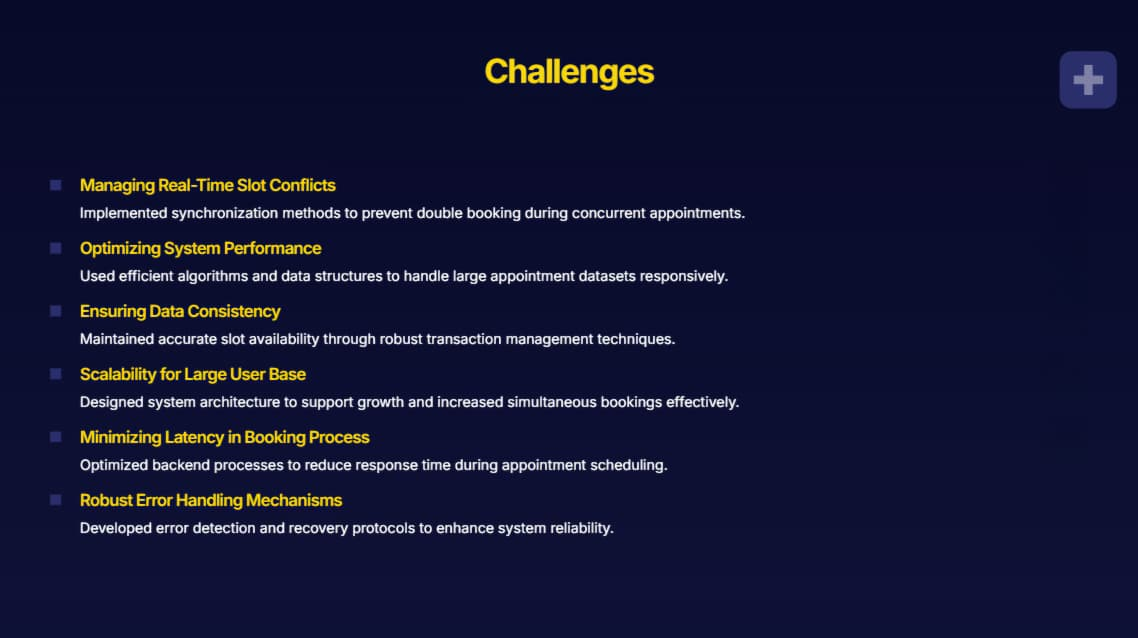 Challenges
Managing Real-Time Slot Conflicts
Implemented synchronization methods to prevent double booking during concurrent appointments.
Optimizing System Performance
Used efficient algorithms and data structures to handle large appointment datasets responsively.
Ensuring Data Consistency
Maintained accurate slot availability through robust transaction management techniques.
Scalability for Large User Base
Designed system architecture to support growth and increased simultaneous bookings effectively.
Minimizing Latency in Booking Process
Optimized backend processes to reduce response time during appointment scheduling.
Robust Error Handling Mechanisms
Developed error detection and recovery protocols to enhance system reliability.